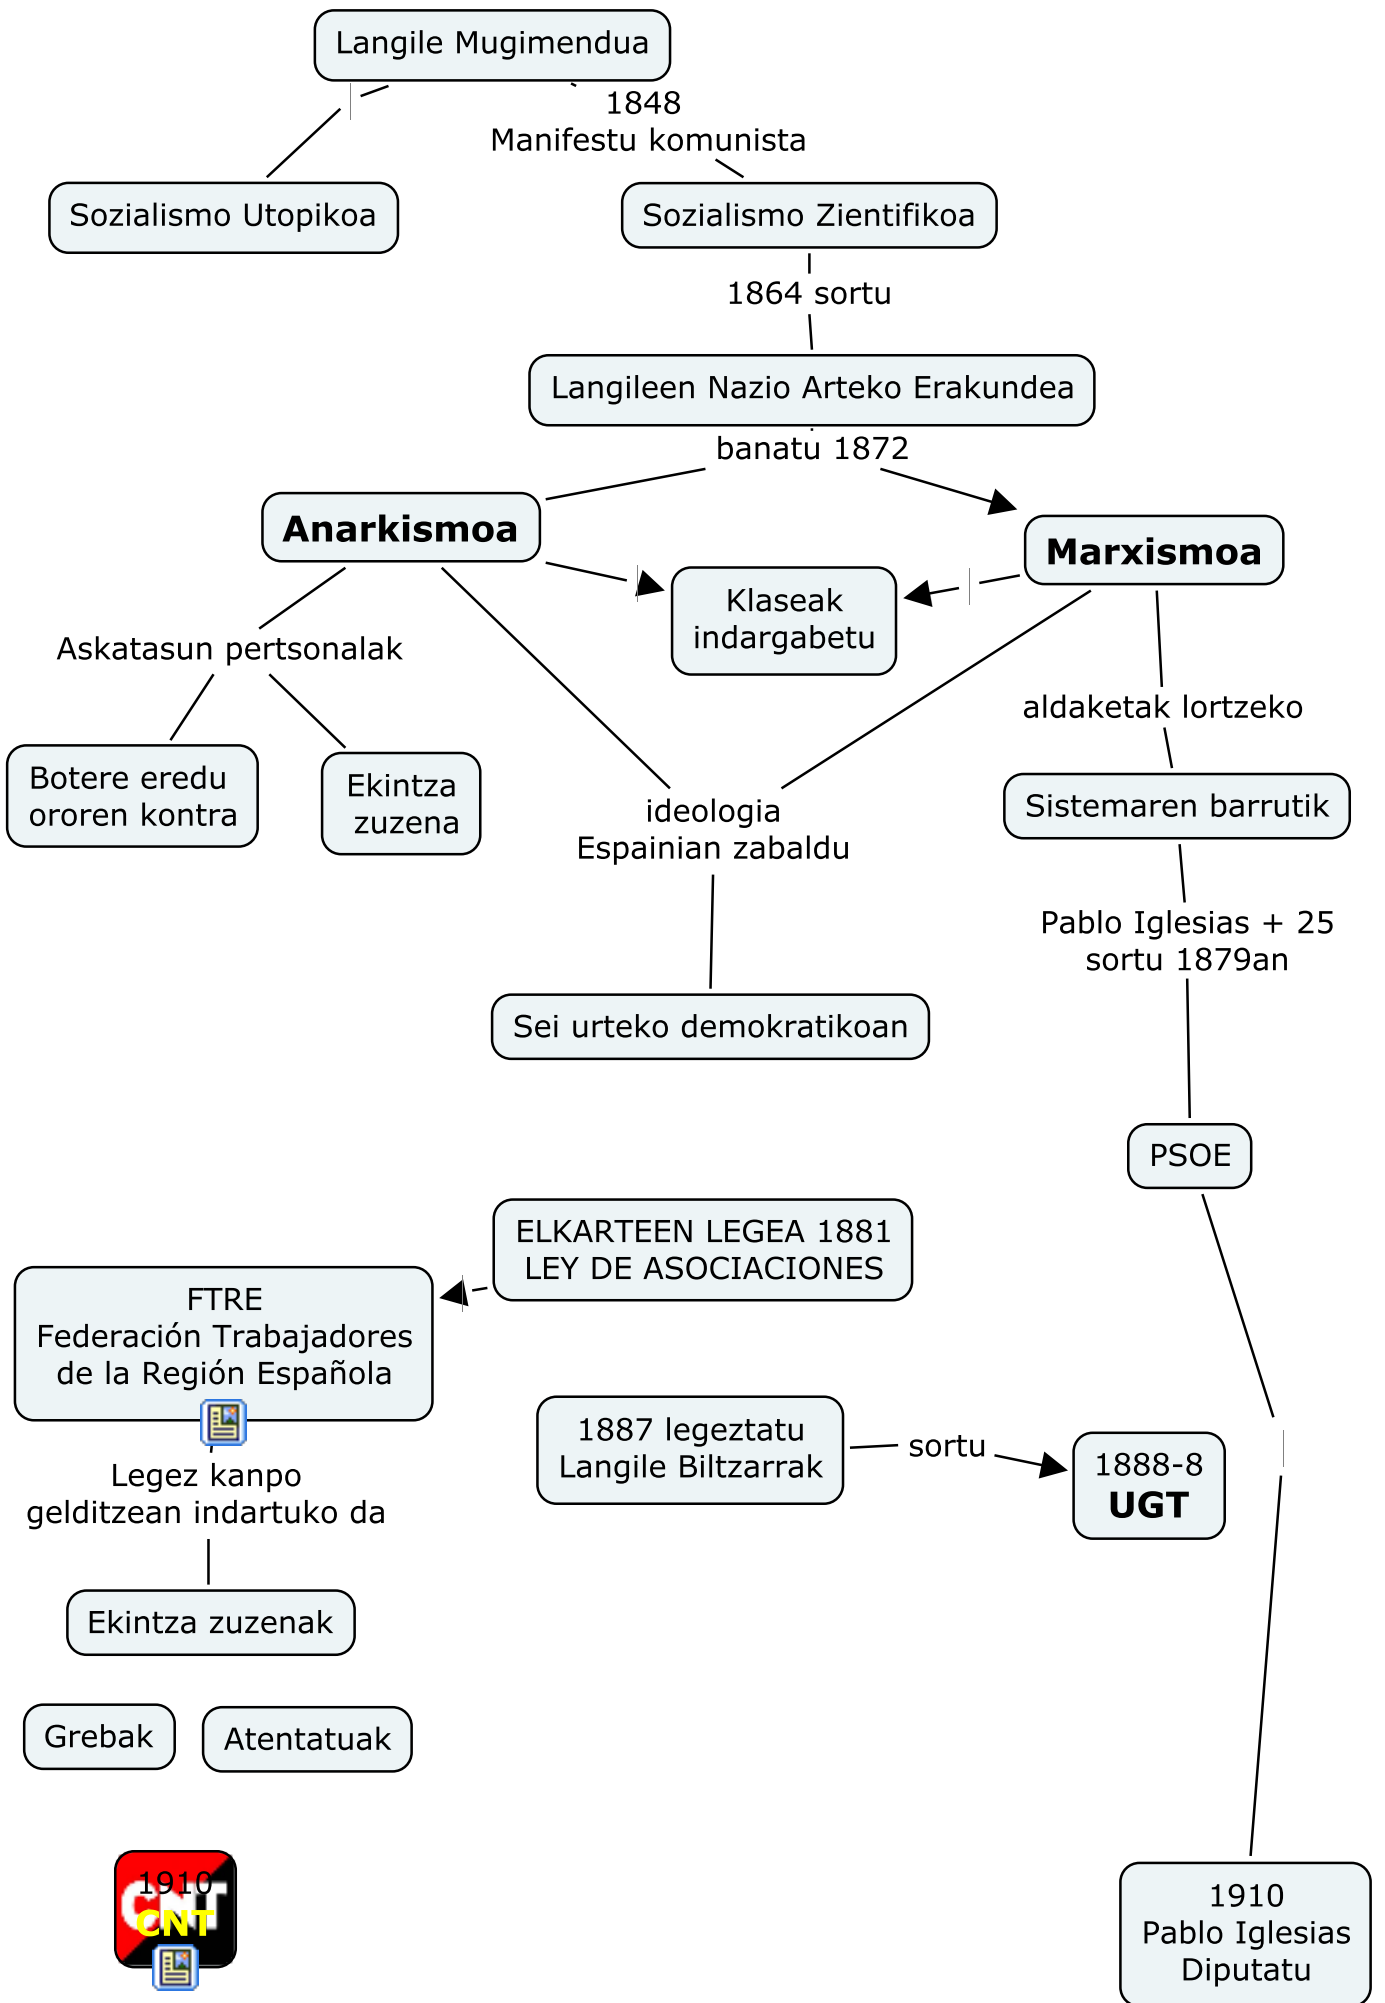 Langile Mugimendua
1848
Manifestu komunista
Sozialismo Utopikoa
Sozialismo Zientifikoa
1864 sortu
Langileen Nazio Arteko Erakundea
banatu 1872
Anarkismoa
Marxismoa
Klaseak
indargabetu
Askatasun pertsonalak
aldaketak lortzeko
Botere eredu
ororen kontra
Ekintza
zuzena
ideologia
Espainian zabaldu
Sistemaren barrutik
Pablo Iglesias + 25
sortu 1879an
Sei urteko demokratikoan
PSOE
ELKARTEEN LEGEA 1881
LEY DE ASOCIACIONES
FTRE
Federación Trabajadores
de la Región Española
1887 legeztatu
Langile Biltzarrak
sortu
1888-8
UGT
Legez kanpo
gelditzean indartuko da
Ekintza zuzenak
Grebak
Atentatuak
1910
CNT
CNT
1910
Pablo Iglesias
Diputatu